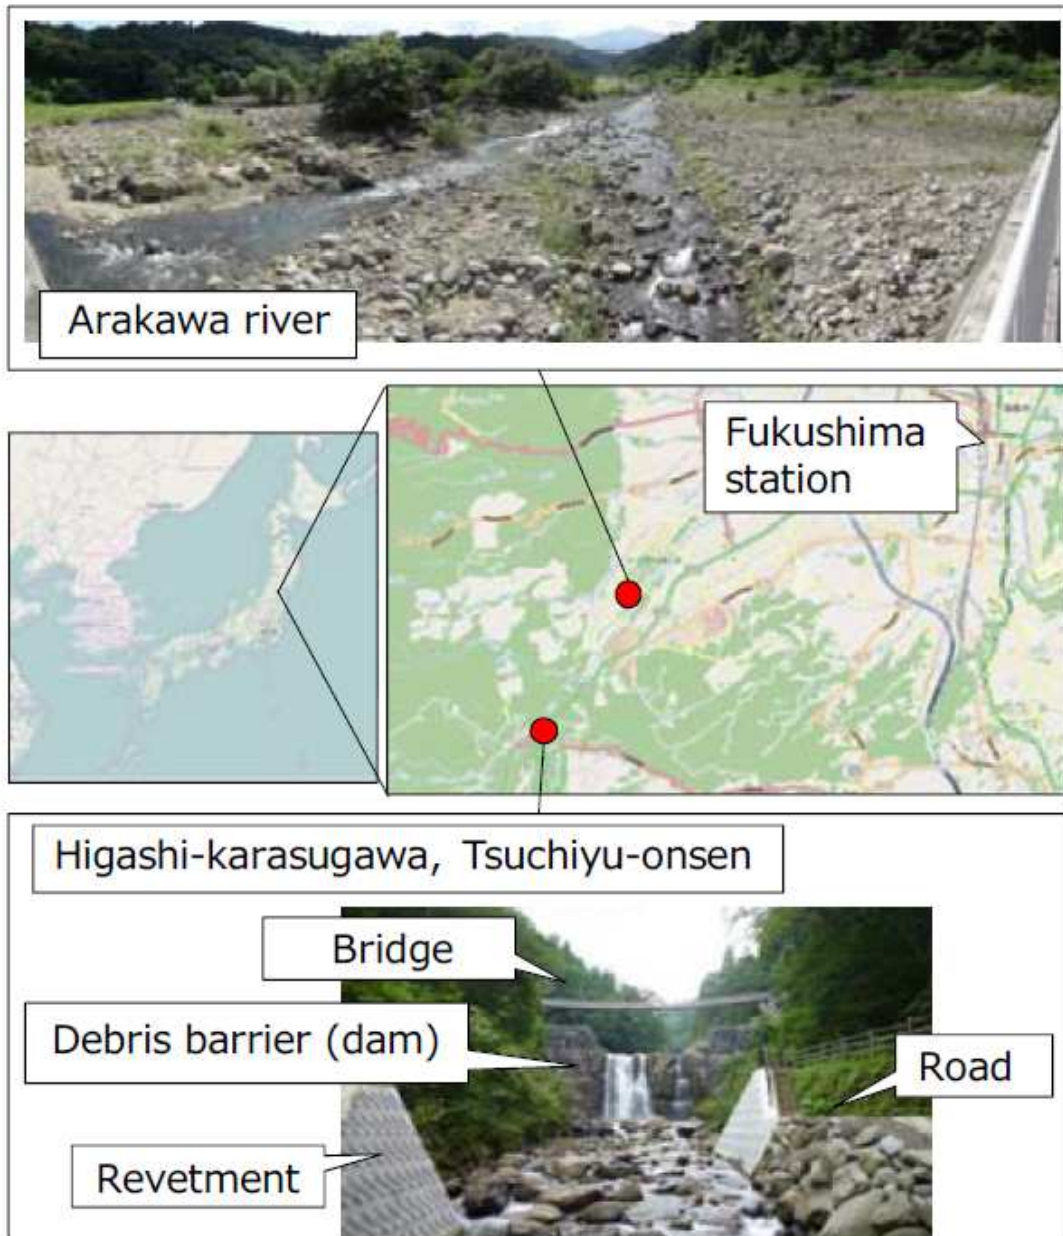 Arakawa river
Fukushima
station
Higashi-karasugawa, Tsuchiyu-onsen
Bridge
Debris barrier (dam)
Road
Revetment